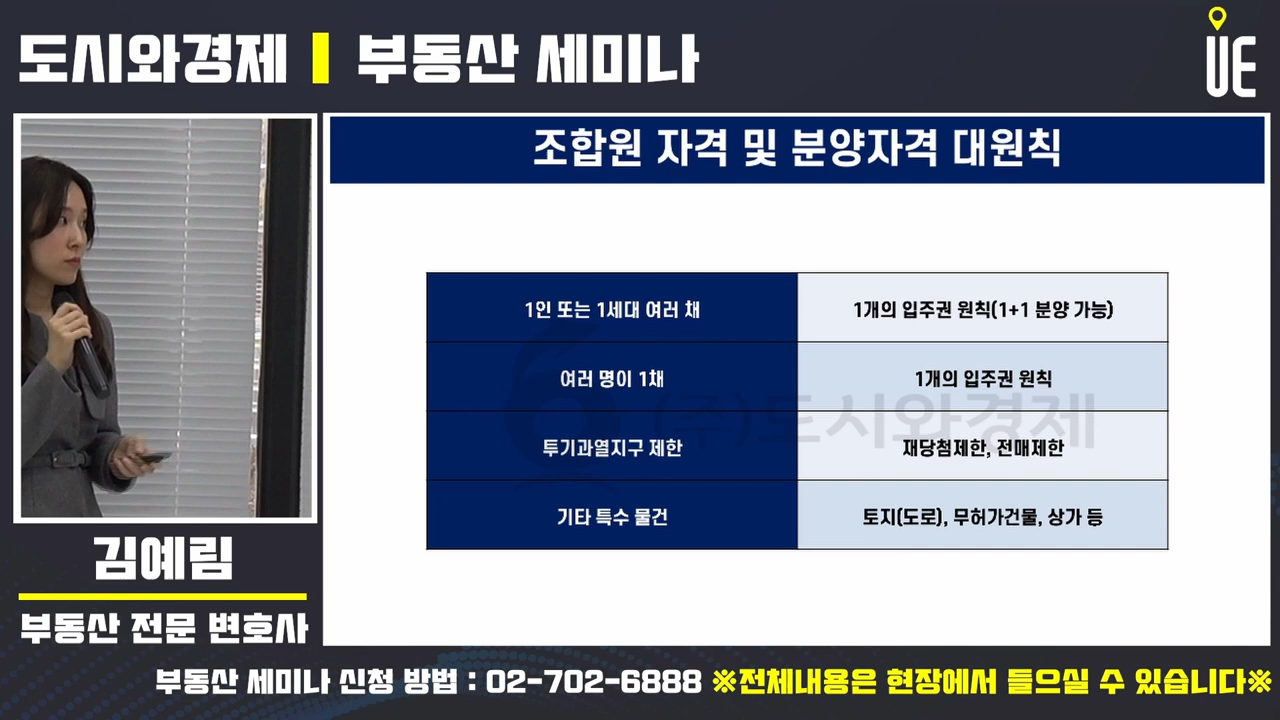 도시와경제 | 부동산 세미나
UE
조합원 자격 및 분양자격 대원칙
1인 또는 1세대 여러 채
1개의 입주권 원칙(1+1 분양 가능)
여러 명이 1채
1개의 입주권 원칙
투기과열지구 제한
재당첨제한, 전매제한
기타 특수 물건
토지(도로), 무허가건물, 상가 등
(주)도시와경제
김예림
부동산 전문 변호사
부동산 세미나 신청 방법 : 02-702-6888 ※전체내용은 현장에서 들으실 수 있습니다※